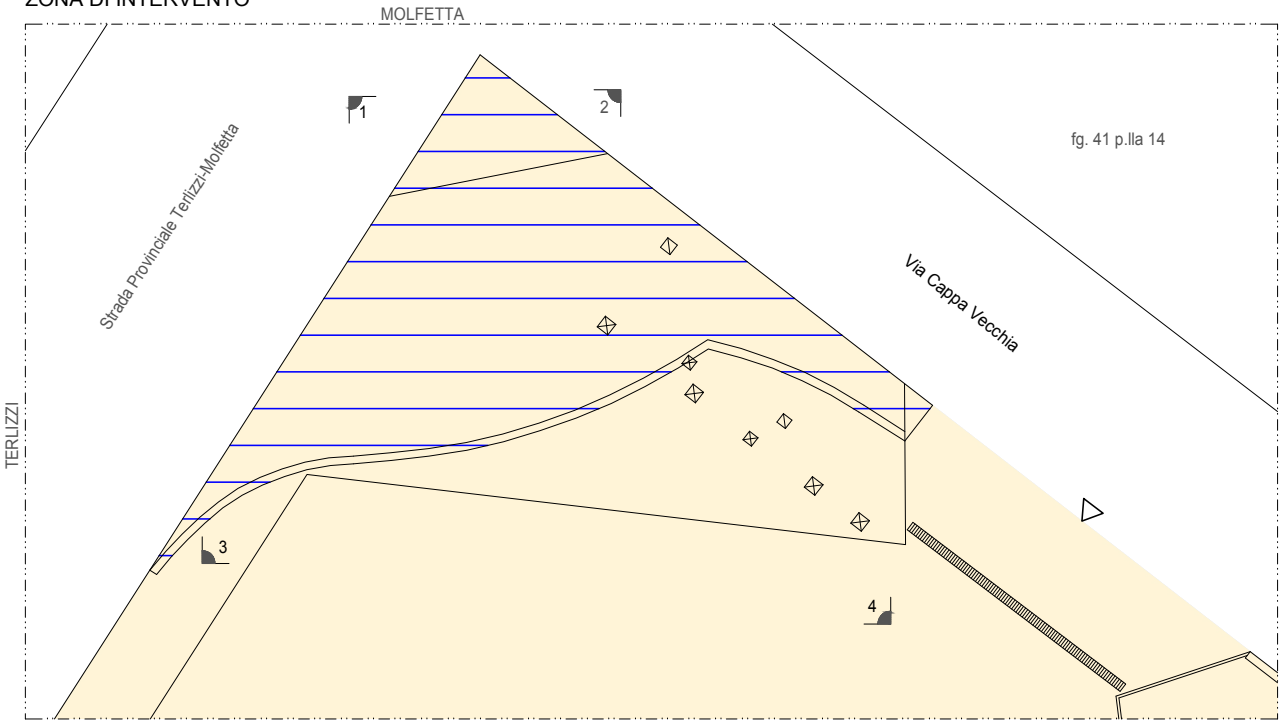 ZONA DI INTERVENTO
MOLFETTA
1
2
fg. 41 p.lla 14
Strada Provinciale Terlizzi-Molfetta
Via Cappa Vecchia
TERLIZZI
3
4